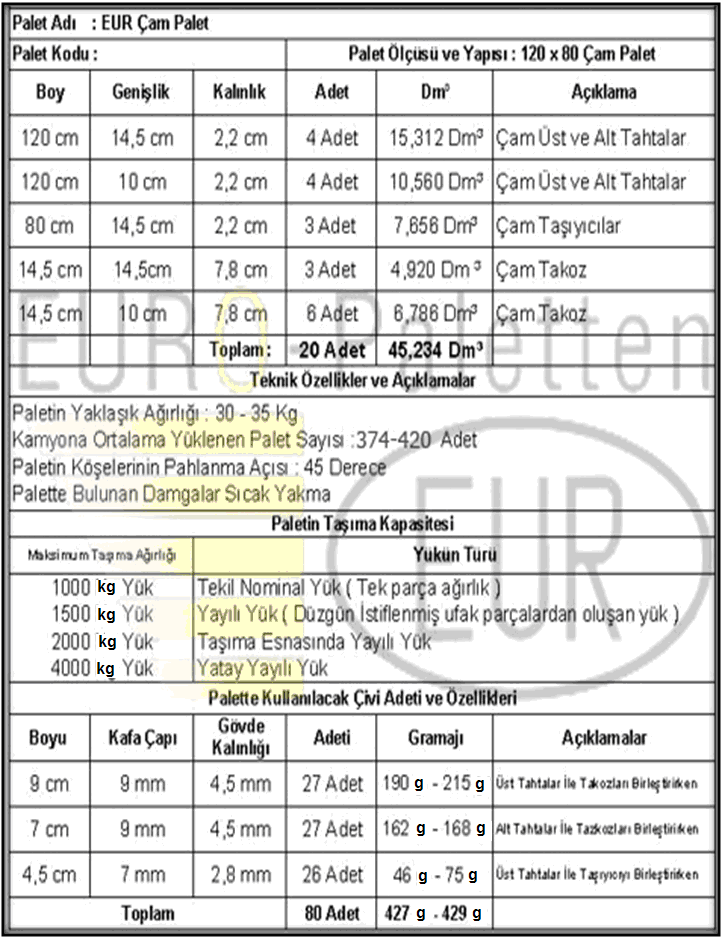 Palet Adı : EUR Çam Palet
Palet Kodu : Palet Ölçüsü ve Yapısı : 120 x 80 Çam Palet
Boy Genişlik Kalınlık Adet Dm³ Açıklama
120 cm 14,5 cm 2,2 cm 4 Adet 15,312 Dm³ Çam Üst ve Alt Tahtalar
120 cm 10 cm 2,2 cm 4 Adet 10,560 Dm³ Çam Üst ve Alt Tahtalar
80 cm 14,5 cm 2,2 cm 3 Adet 7,656 Dm³ Çam Taşıyıcılar
14,5 cm 14,5cm 7,8 cm 3 Adet 4,920 Dm³ Çam Takoz
14,5 cm 10 cm 7,8 cm 6 Adet 6,786 Dm³ Çam Takoz
EURO Paletten
Toplam : 20 Adet 45,234 Dm³
Teknik Özellikler ve Açıklamalar
Paletin Yaklaşık Ağırlığı : 30 - 35 Kg
Kamyona Ortalama Yüklenen Palet Sayısı :374-420 Adet
Paletin Köşelerinin Pahlanma Açısı : 45 Derece
Palette Bulunan Damgalar Sıcak Yakma
EUR
Paletin Taşıma Kapasitesi
Maksimum Taşıma Ağırlığı Yükün Türü
1000 kg Yük Tekil Nominal Yük ( Tek parça ağırlık )
1500 kg Yük Yayılı Yük ( Düzgün İstiflenmiş ufak parçalardan oluşan yük )
2000 kg Yük Taşıma Esnasında Yayılı Yük
4000 kg Yük Yatay Yayılı Yük
Palette Kullanılacak Çivi Adeti ve Özellikleri
Boyu Kafa Çapı Gövde Kalınlığı Adeti Gramajı Açıklamalar
9 cm 9 mm 4,5 mm 27 Adet 190 g - 215 g Üst Tahtalar İle Takozları Birleştirirken
7 cm 9 mm 4,5 mm 27 Adet 162 g - 168 g Alt Tahtalar İle Tazkozları Birleştirirken
4,5 cm 7 mm 2,8 mm 26 Adet 46 g - 75 g Üst Tahtalar İle Taşıyıcıyı Birleştirirken
Toplam 80 Adet 427 g - 429 g